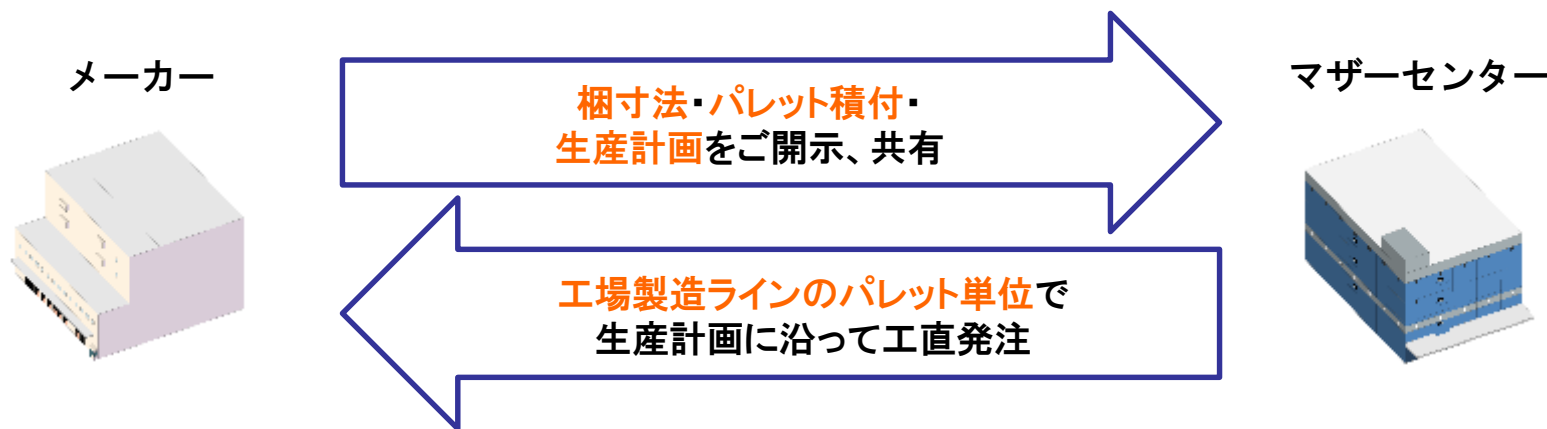 メーカー
マザーセンター
梱寸法・パレット積付・
生産計画をご開示、共有
工場製造ラインのパレット単位で
生産計画に沿って工直発注